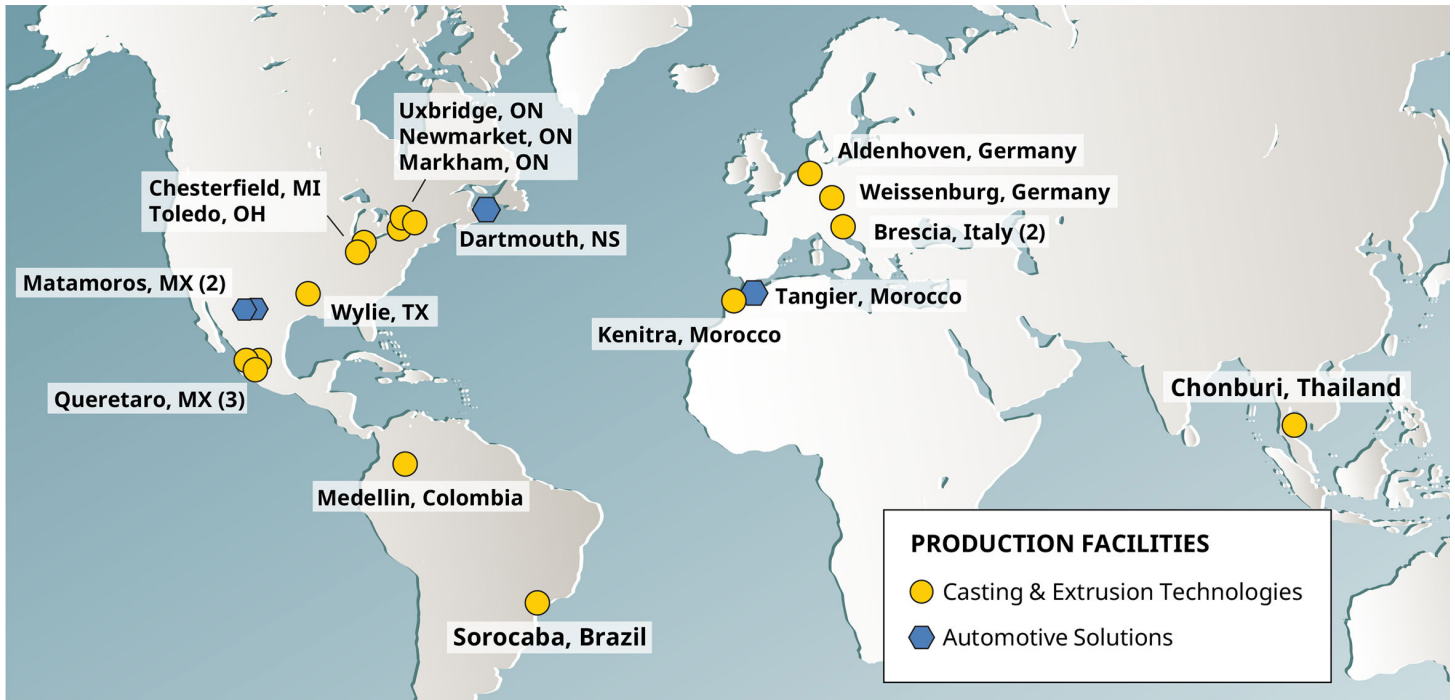 Uxbridge, ON
Newmarket, ON
Markham, ON
Chesterfield, MI
Toledo, OH
Dartmouth, NS
Matamoros, MX (2)
Wylie, TX
Queretaro, MX (3)
Medellin, Colombia
Sorocaba, Brazil
Aldenhoven, Germany
Weissenburg, Germany
Brescia, Italy (2)
Tangier, Morocco
Kenitra, Morocco
Chonburi, Thailand
PRODUCTION FACILITIES
Casting & Extrusion Technologies
Automotive Solutions